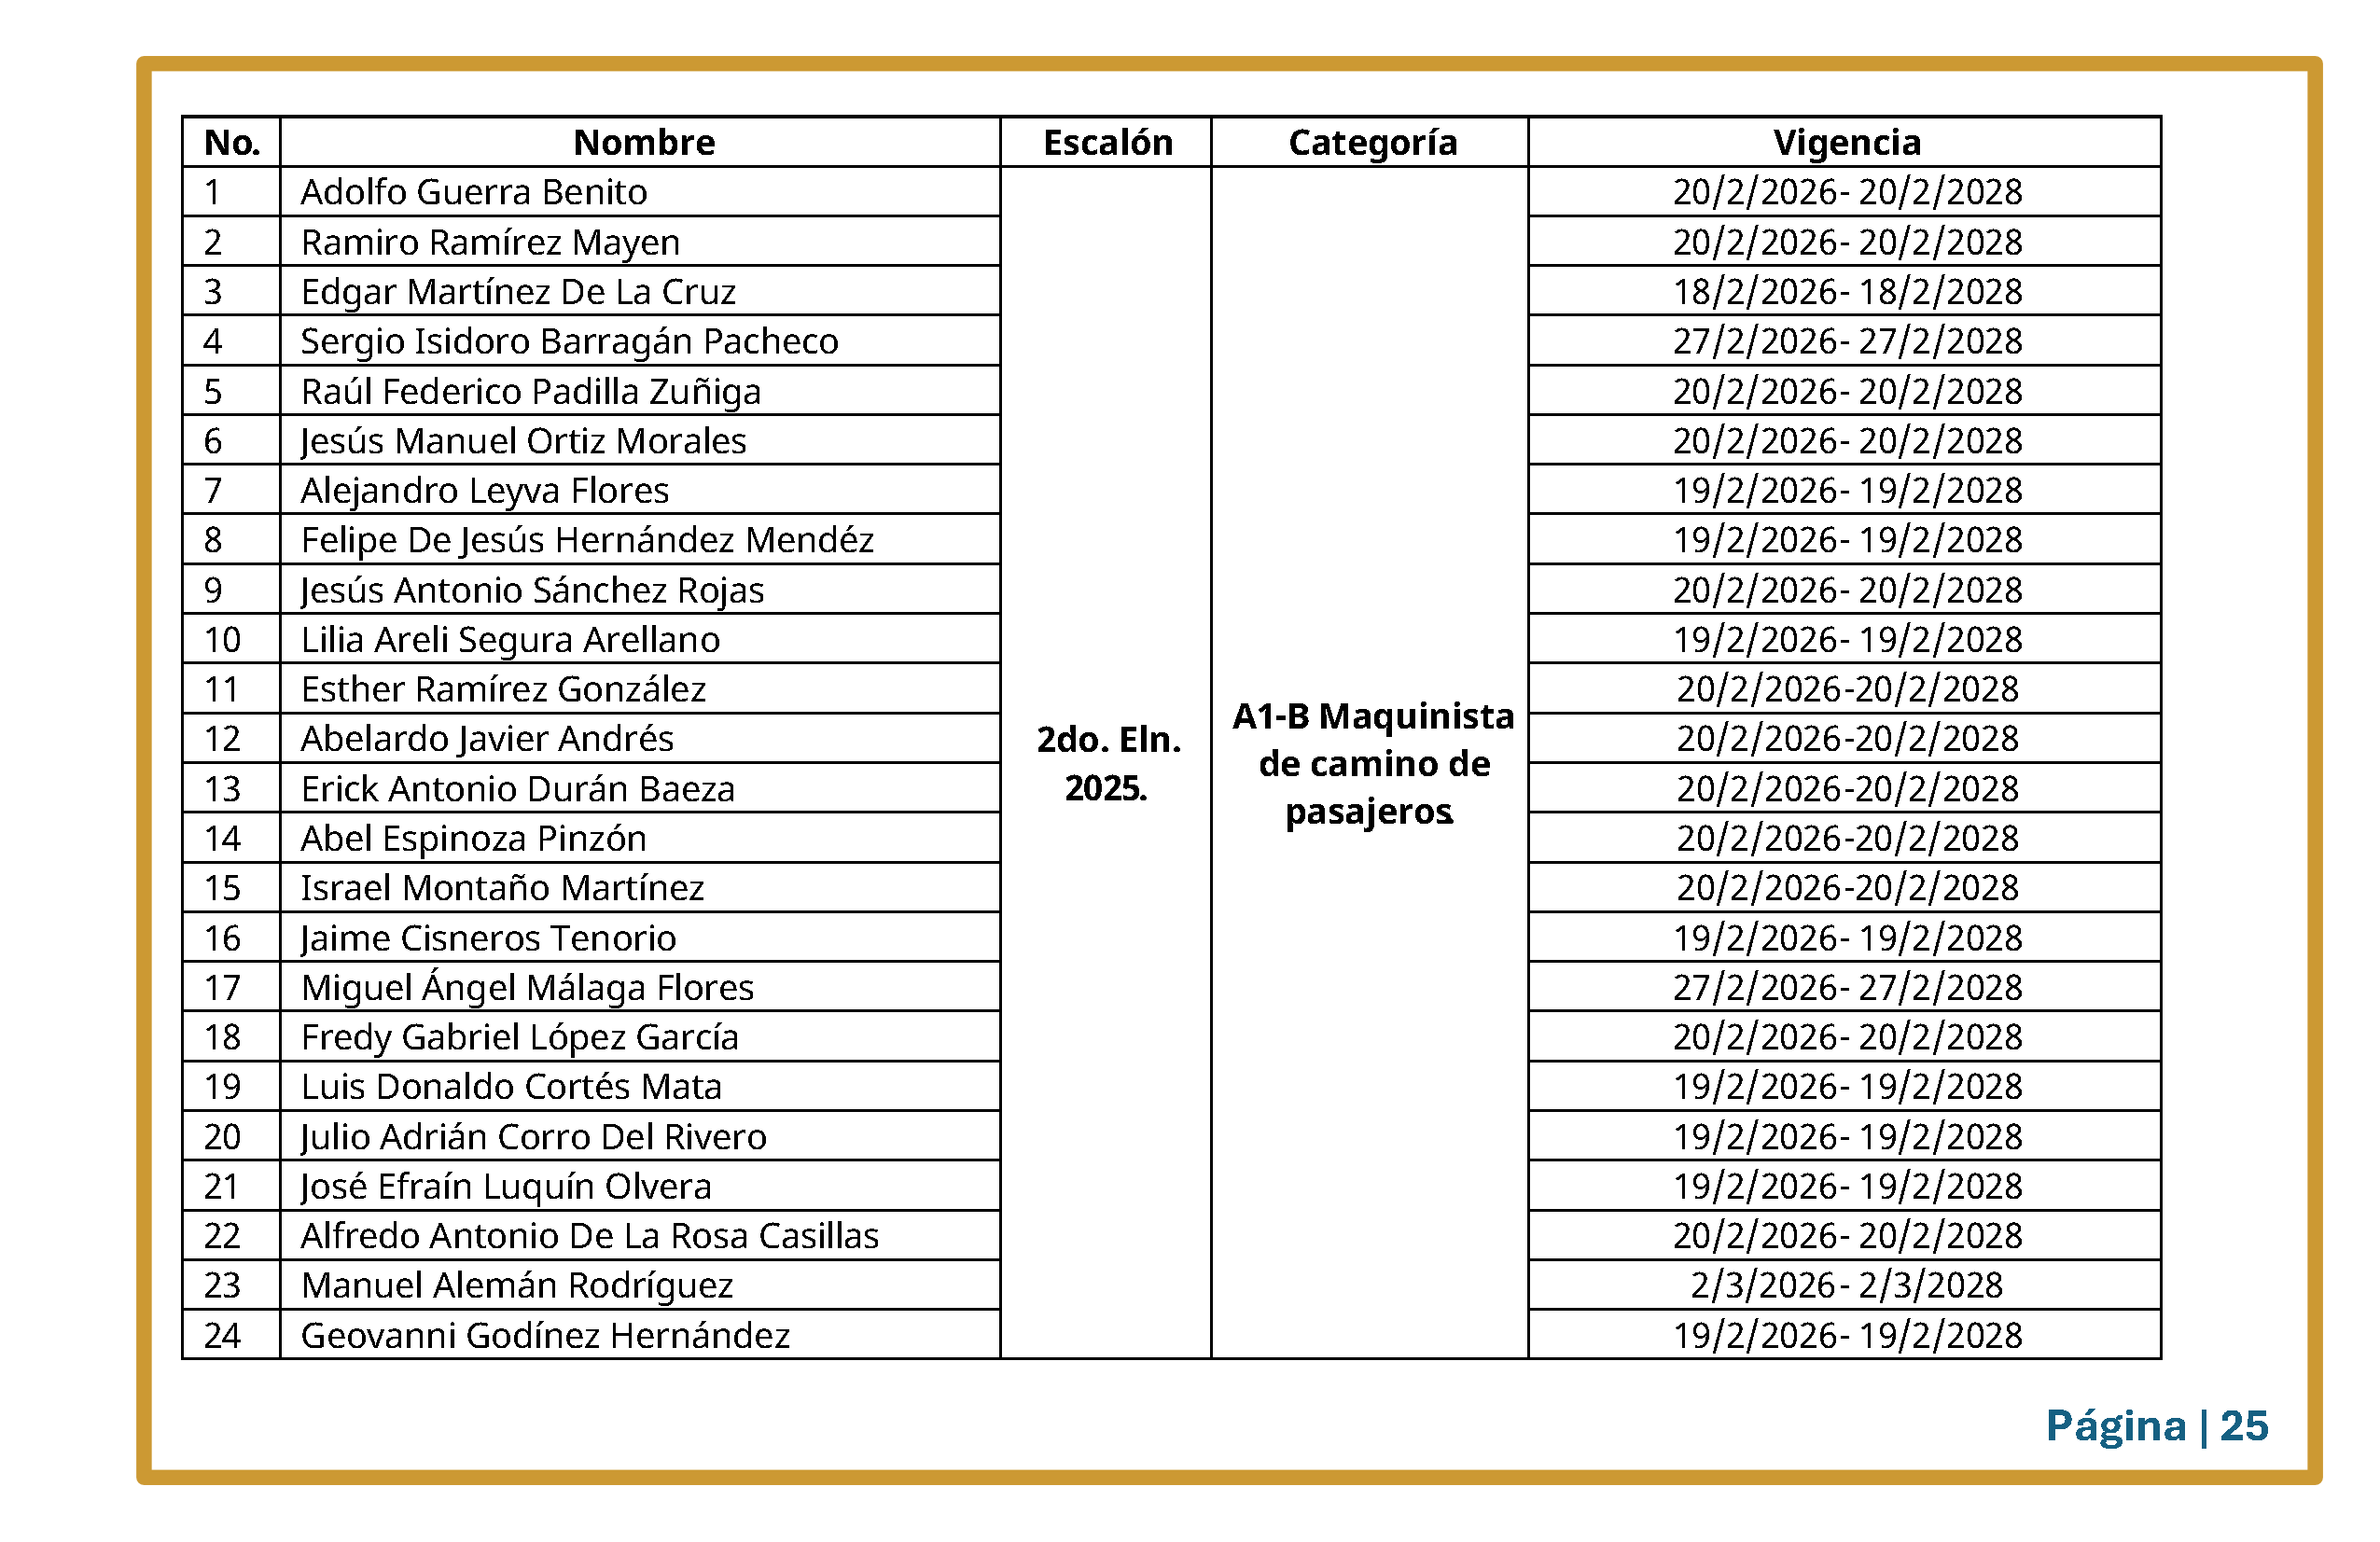 No. Nombre Escalón Categoría Vigencia
1 Adolfo Guerra Benito 20/2/2026- 20/2/2028
2 Ramiro Ramírez Mayen 20/2/2026- 20/2/2028
3 Edgar Martínez De La Cruz 18/2/2026- 18/2/2028
4 Sergio Isidoro Barragán Pacheco 27/2/2026- 27/2/2028
5 Raúl Federico Padilla Zuñiga 20/2/2026- 20/2/2028
6 Jesús Manuel Ortiz Morales 20/2/2026- 20/2/2028
7 Alejandro Leyva Flores 19/2/2026- 19/2/2028
8 Felipe De Jesús Hernández Mendéz 19/2/2026- 19/2/2028
9 Jesús Antonio Sánchez Rojas 20/2/2026- 20/2/2028
10 Lilia Areli Segura Arellano 19/2/2026- 19/2/2028
11 Esther Ramírez González 20/2/2026-20/2/2028
12 Abelardo Javier Andrés 20/2/2026-20/2/2028
13 Erick Antonio Durán Baeza 20/2/2026-20/2/2028
14 Abel Espinoza Pinzón 20/2/2026-20/2/2028
15 Israel Montaño Martínez 20/2/2026-20/2/2028
16 Jaime Cisneros Tenorio 19/2/2026- 19/2/2028
17 Miguel Ángel Málaga Flores 27/2/2026- 27/2/2028
18 Fredy Gabriel López García 20/2/2026- 20/2/2028
19 Luis Donaldo Cortés Mata 19/2/2026- 19/2/2028
20 Julio Adrián Corro Del Rivero 19/2/2026- 19/2/2028
21 José Efraín Luquín Olvera 19/2/2026- 19/2/2028
22 Alfredo Antonio De La Rosa Casillas 20/2/2026- 20/2/2028
23 Manuel Alemán Rodríguez 2/3/2026- 2/3/2028
24 Geovanni Godínez Hernández 19/2/2026- 19/2/2028
2do. Eln.
2025.
A1-B Maquinista
de camino de
pasajeros.
Página | 25